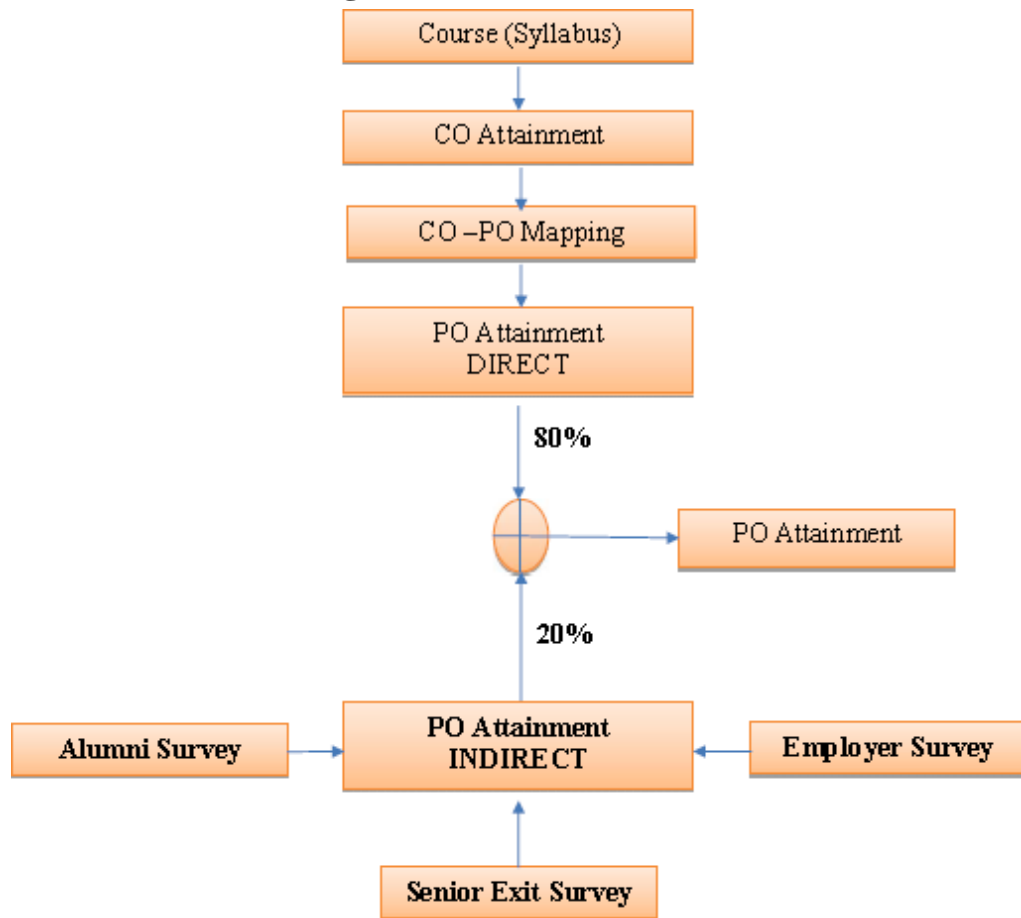 Course (Syllabus)
CO Attainment
CO –PO Mapping
PO Attainment
DIRECT
80%
PO Attainment
20%
PO Attainment
INDIRECT
Alumni Survey
Employer Survey
Senior Exit Survey